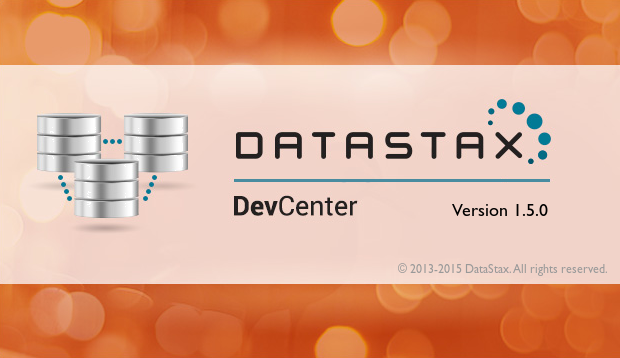 DATASTAX
DevCenter
Version 1.5.0
© 2013-2015 DataStax. All rights reserved.